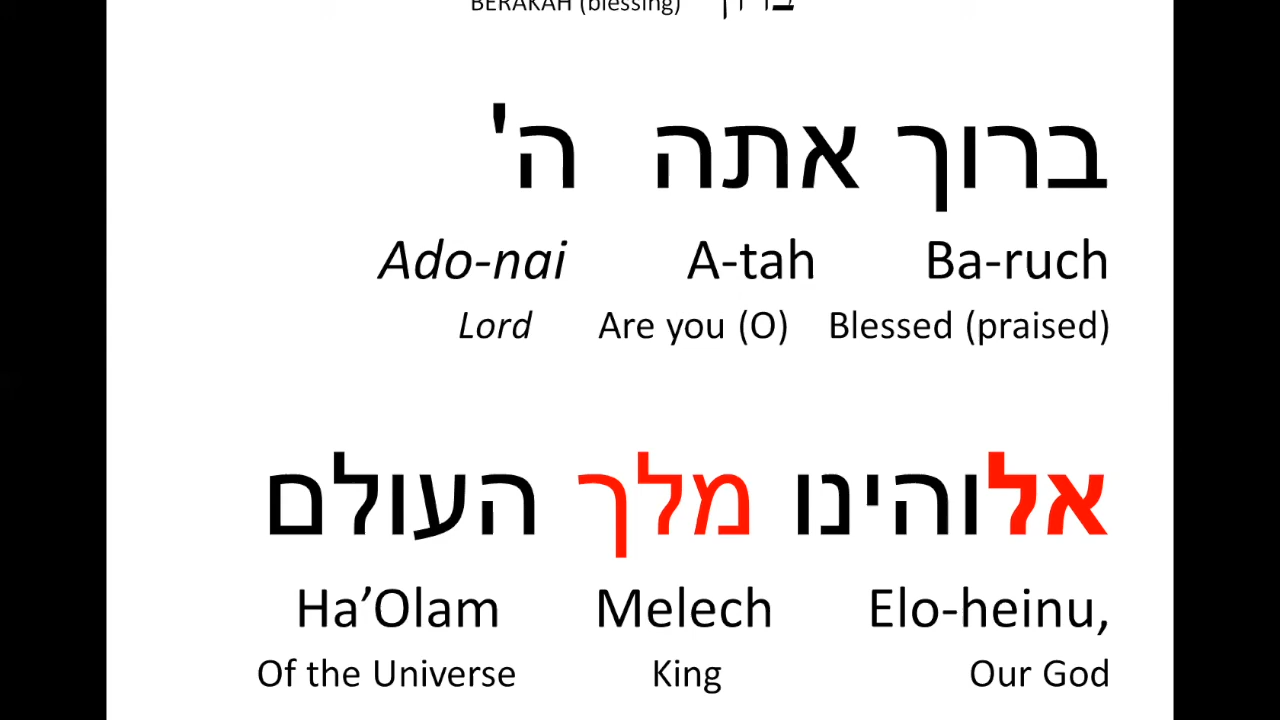 BERAKAH (blessing) ברוך
ברוך אתה ה'
Ado-nai A-tah Ba-ruch
Lord Are you (O) Blessed (praised)
אלוהינו מלך העולם
Ha’Olam Melech Elo-heinu,
Of the Universe King Our God